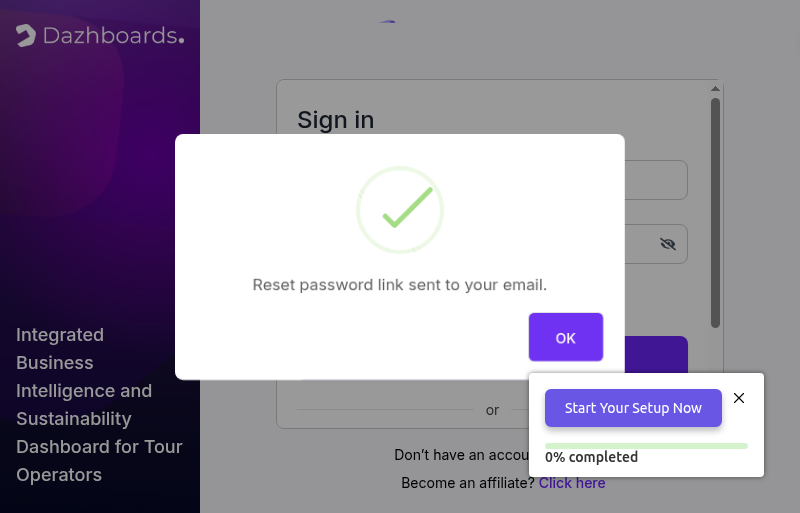 Dazhboards.
Integrated
Business
Intelligence and
Sustainability
Dashboard for Tour
Operators
Sign in
Reset password link sent to your email.
OK
or
Don't have an accou
Become an affiliate? Click here
Start Your Setup Now
0% completed